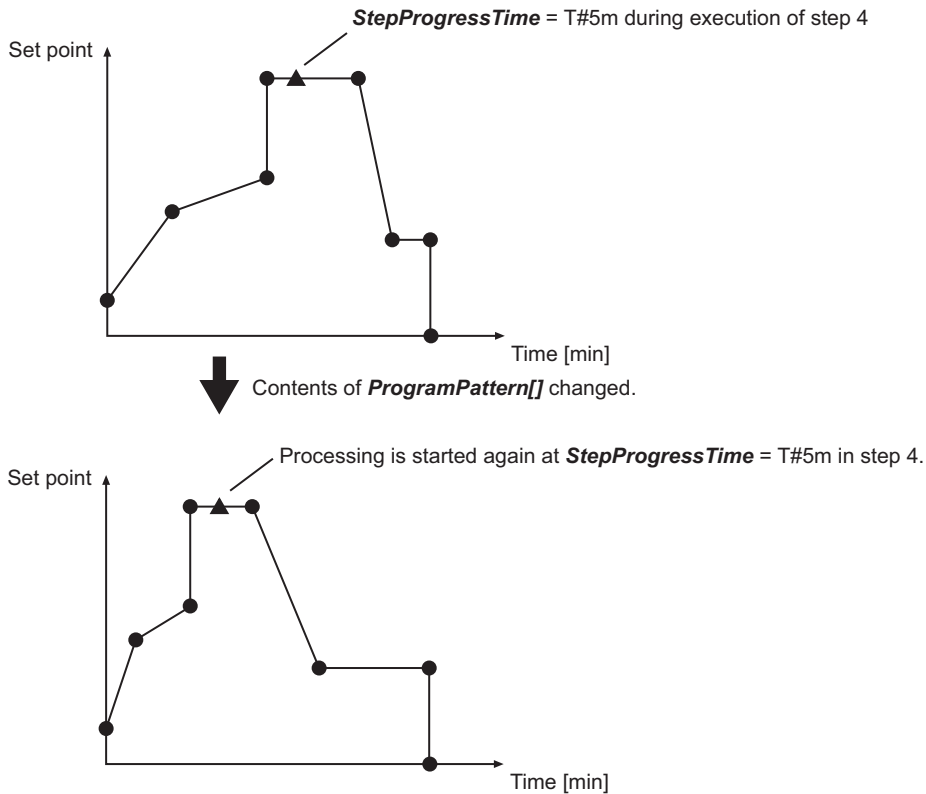 StepProgressTime = T#5m during execution of step 4
Set point
Time [min]
Contents of ProgramPattern[] changed.
Processing is started again at StepProgressTime = T#5m in step 4.
Set point
Time [min]